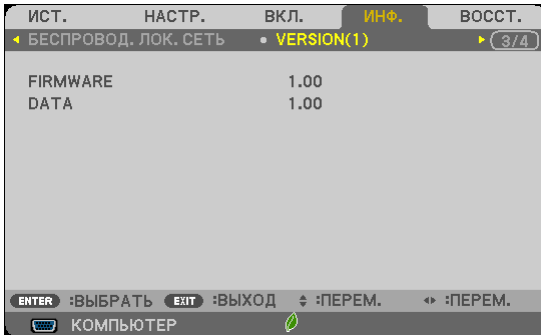 ИСТ. НАСТР. ВКЛ. ИНФ. ВОССТ.
БЕСПРОВОД. ЛОК. СЕТЬ • VERSION(1) 3/4
FIRMWARE 1.00
DATA 1.00
ENTER :ВЫБРАТЬ EXIT :ВЫХОД :ПЕРЕМ. :ПЕРЕМ.
КОМПЬЮТЕР